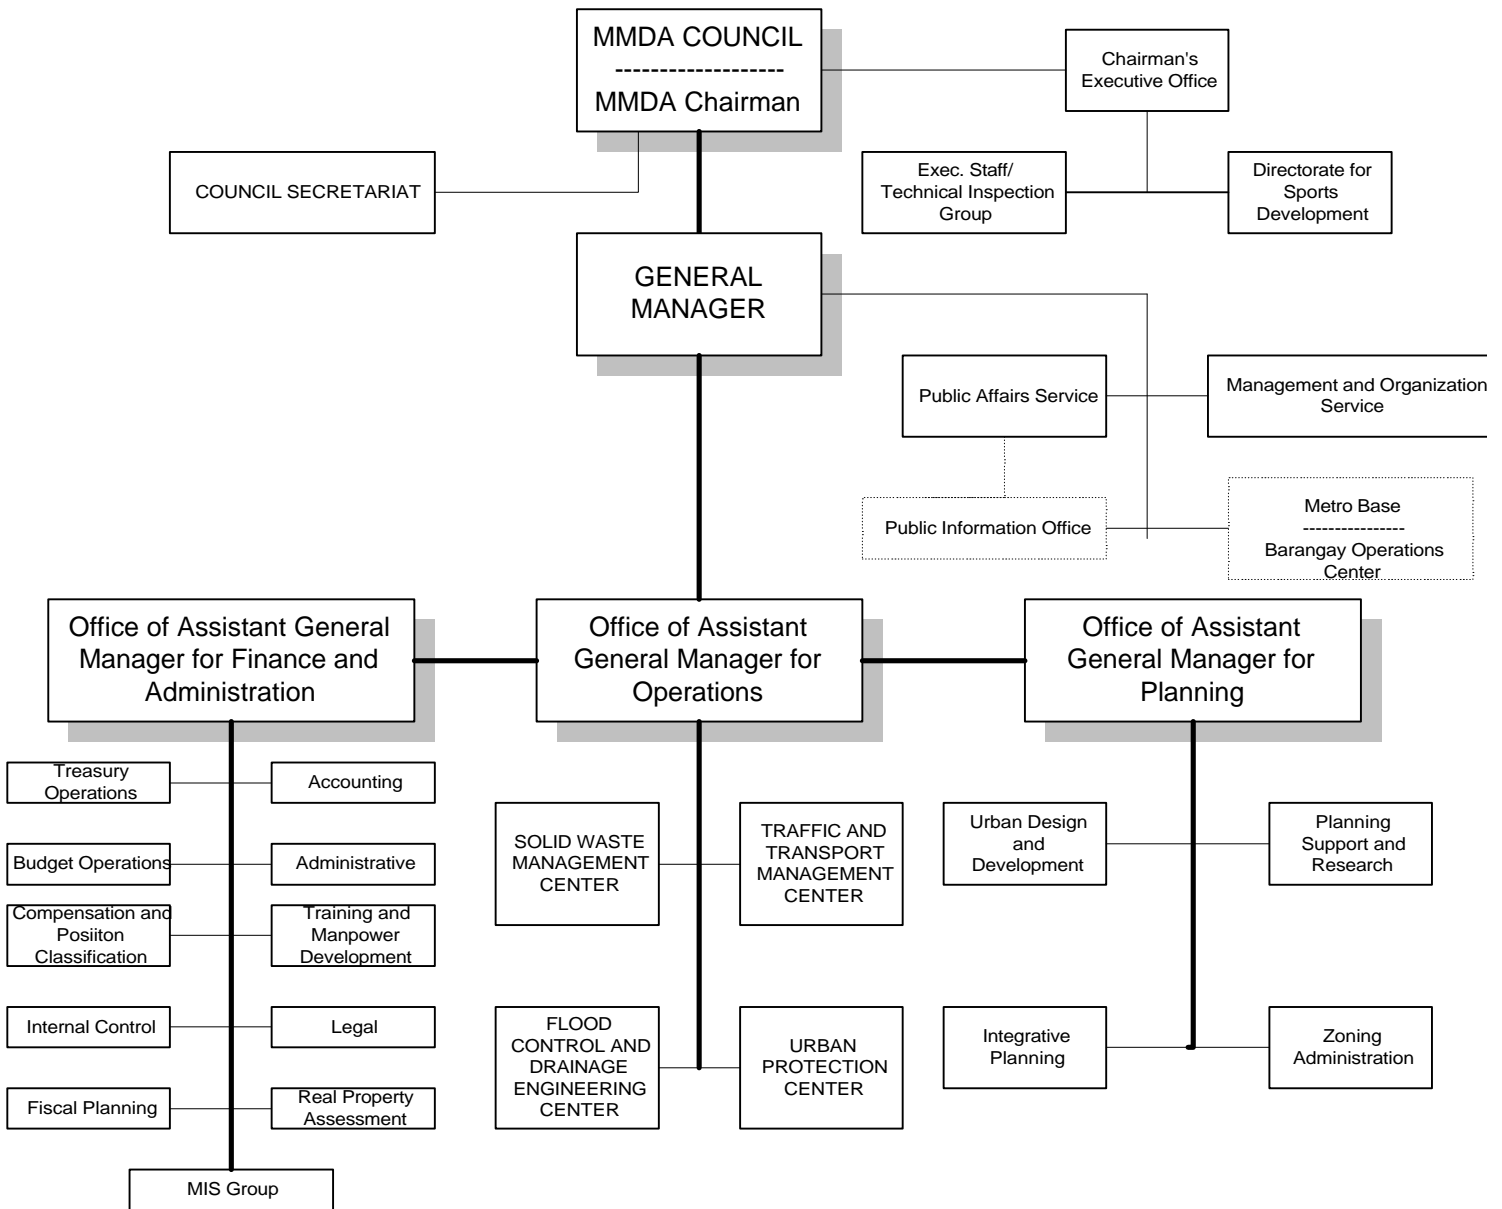 MMDA COUNCIL
-------------------
MMDA Chairman
Chairman's
Executive Office
COUNCIL SECRETARIAT
Exec. Staff/
Technical Inspection
Group
Directorate for
Sports
Development
GENERAL
MANAGER
Public Affairs Service
Management and Organization
Service
Public Information Office
Metro Base
----------------
Barangay Operations
Center
Office of Assistant General
Manager for Finance and
Administration
Office of Assistant
General Manager for
Operations
Office of Assistant
General Manager for
Planning
Treasury
Operations
Accounting
Budget Operations
Administrative
Compensation and
Posiiton
Classification
Training and
Manpower
Development
Internal Control
Legal
Fiscal Planning
Real Property
Assessment
MIS Group
SOLID WASTE
MANAGEMENT
CENTER
TRAFFIC AND
TRANSPORT
MANAGEMENT
CENTER
FLOOD
CONTROL AND
DRAINAGE
ENGINEERING
CENTER
URBAN
PROTECTION
CENTER
Urban Design
and
Development
Planning
Support and
Research
Integrative
Planning
Zoning
Administration